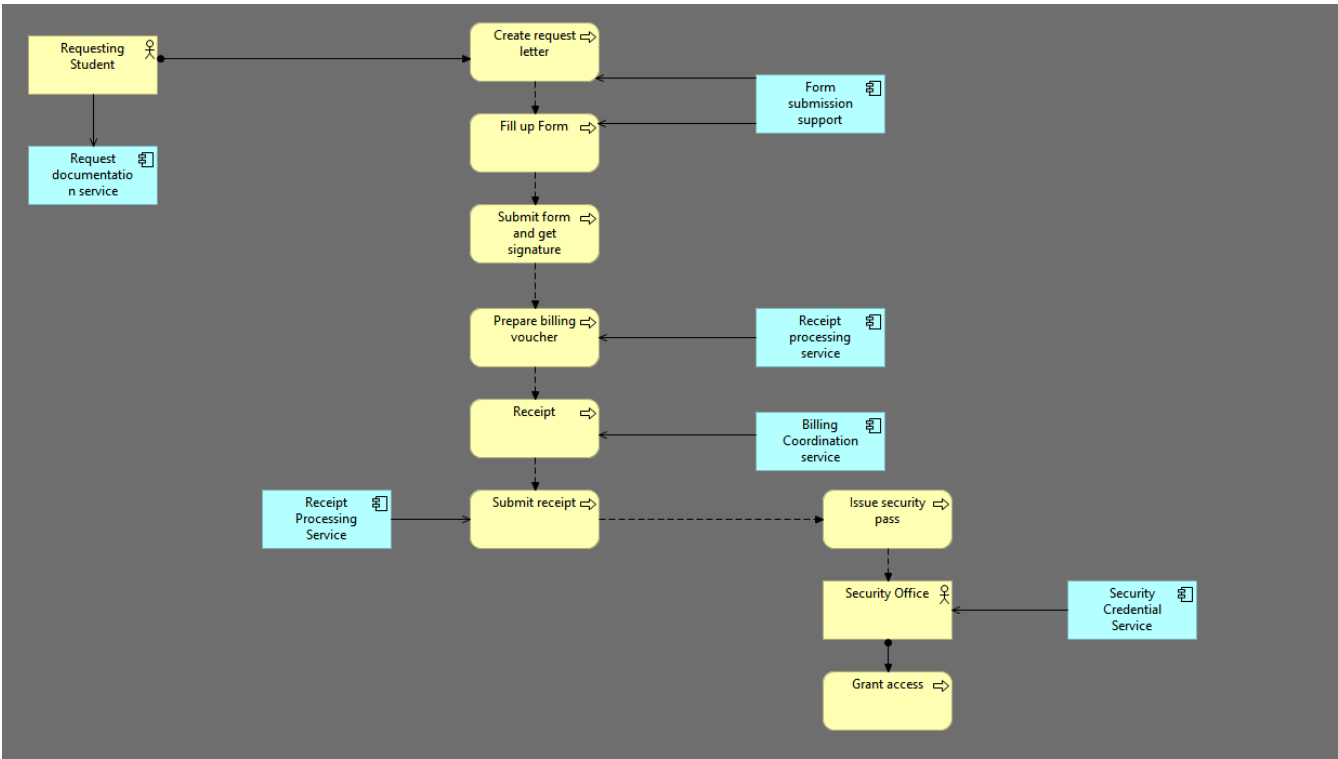 Requesting
Student
Create request
letter
Form
submission
support
Fill up Form
Request
documentatio
n service
Submit form
and get
signature
Prepare billing
voucher
Receipt
processing
service
Receipt
Billing
Coordination
service
Receipt
Processing
Service
Submit receipt
Issue security
pass
Security Office
Security
Credential
Service
Grant access